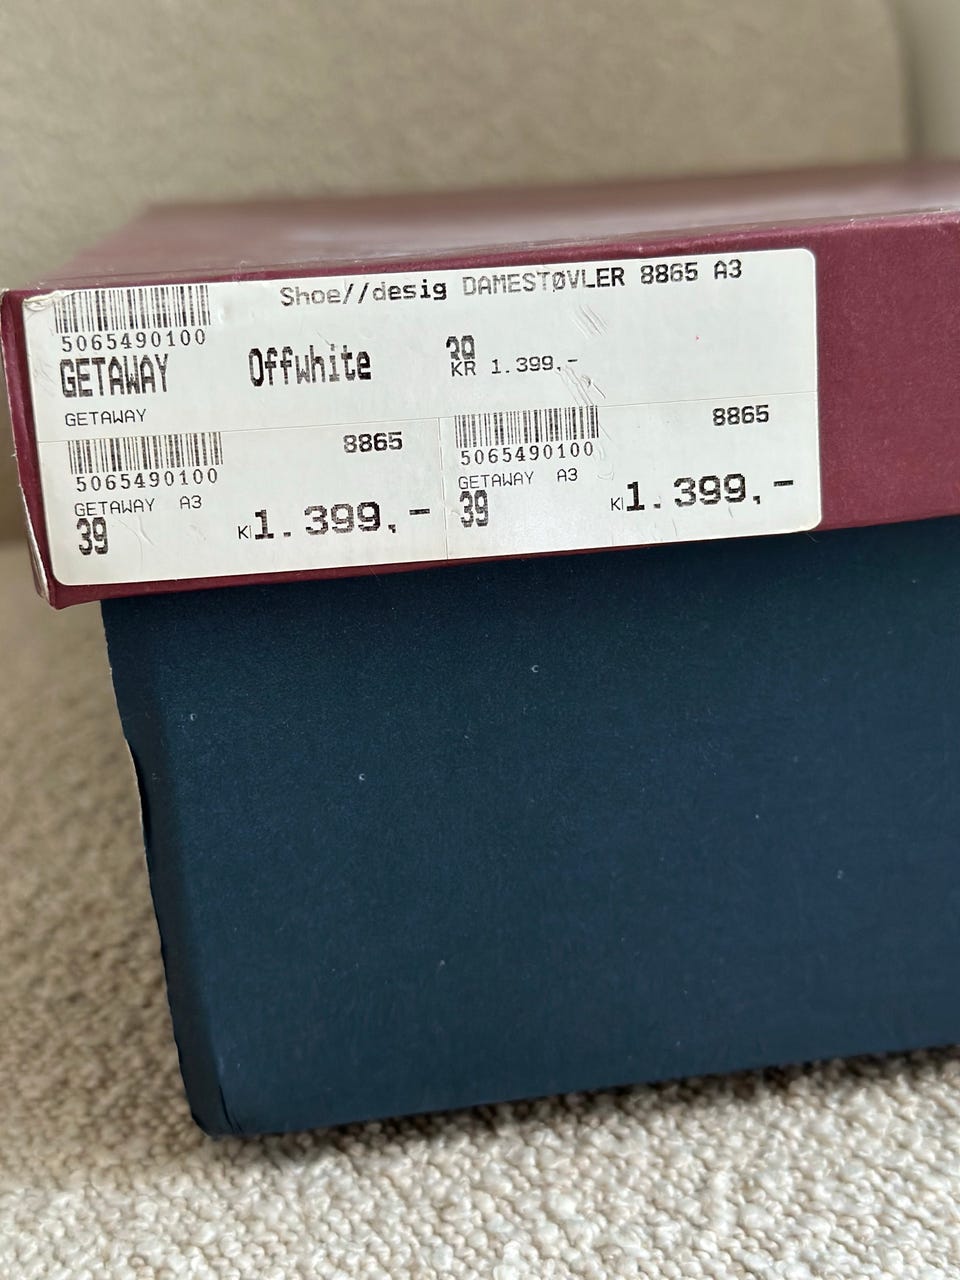 Shoe//desig DAMESTØVLER 8865 A3
5065490100
GETAWAY Offwhite 39
KR 1.399,-
GETAWAY
8865
5065490100
GETAWAY A3
39
K 1.399,-
8865
5065490100
GETAWAY A3
39
K 1.399,-